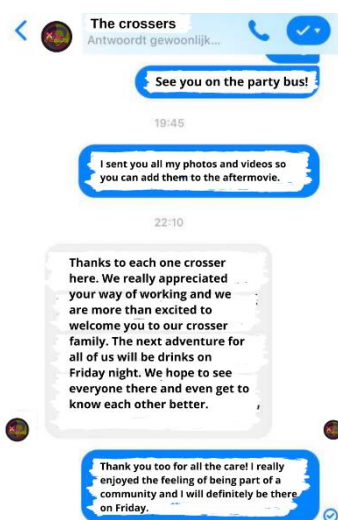 The crossers
Antwoordt gewoonlijk...
See you on the party bus!
19:45
I sent you all my photos and videos so
you can add them to the aftermovie.
22:10
Thanks to each one crosser
here. We really appreciated
your way of working and we
are more than excited to
welcome you to our crosser
family. The next adventure for
all of us will be drinks on
Friday night. We hope to see
everyone there and even get to
know each other better.
Thank you too for all the care! I really
enjoyed the feeling of being part of a
community and I will definitely be there
on Friday.